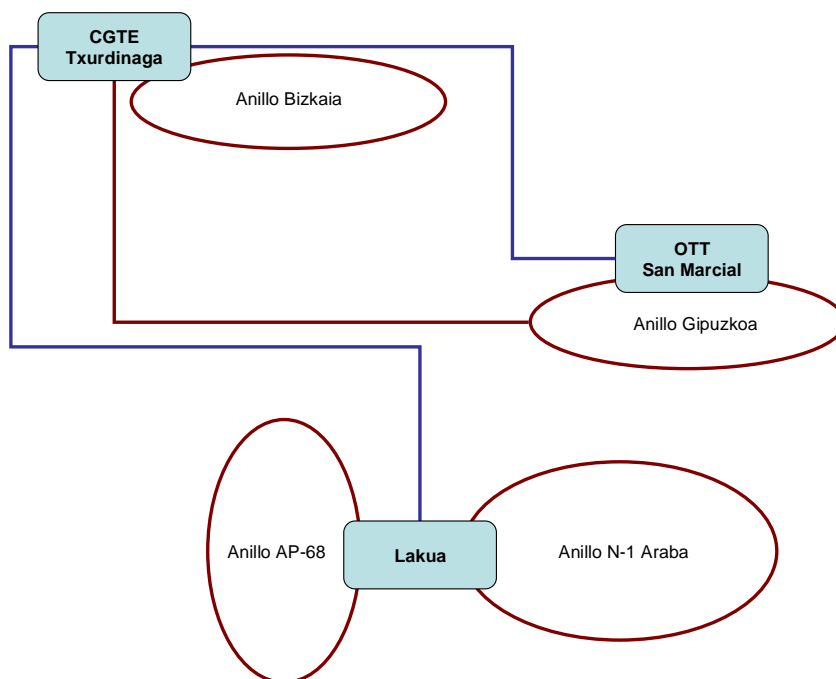 CGTE
Txurdinaga
Anillo Bizkaia
OTT
San Marcial
Anillo Gipuzkoa
Anillo AP-68
Lakua
Anillo N-1 Araba